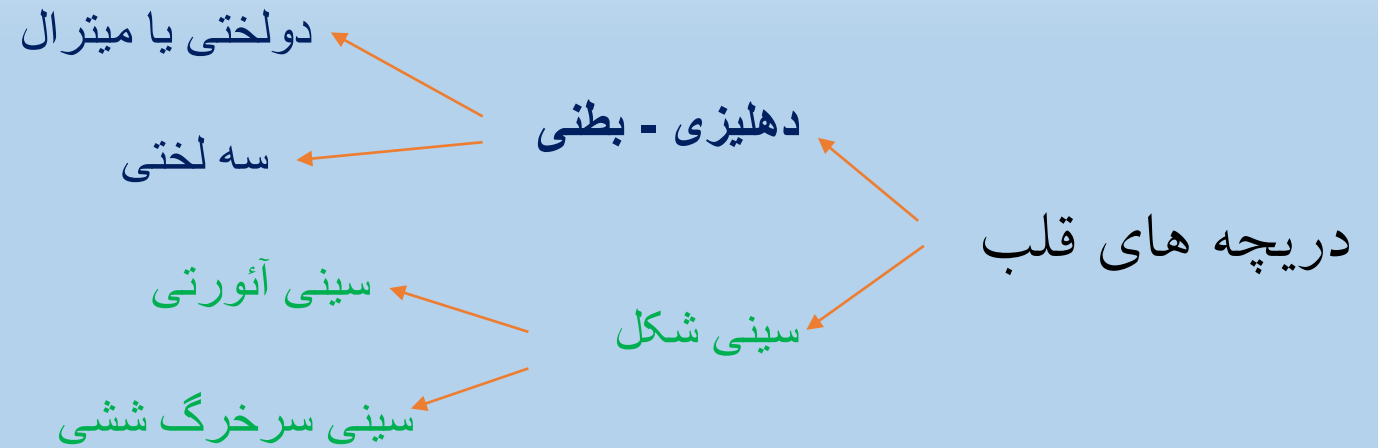 دریچه های قلب
دهلیزی - بطنی
دولختی یا میترال
سه لختی
سینی شکل
سینی آئورتی
سینی سرخرگ ششی